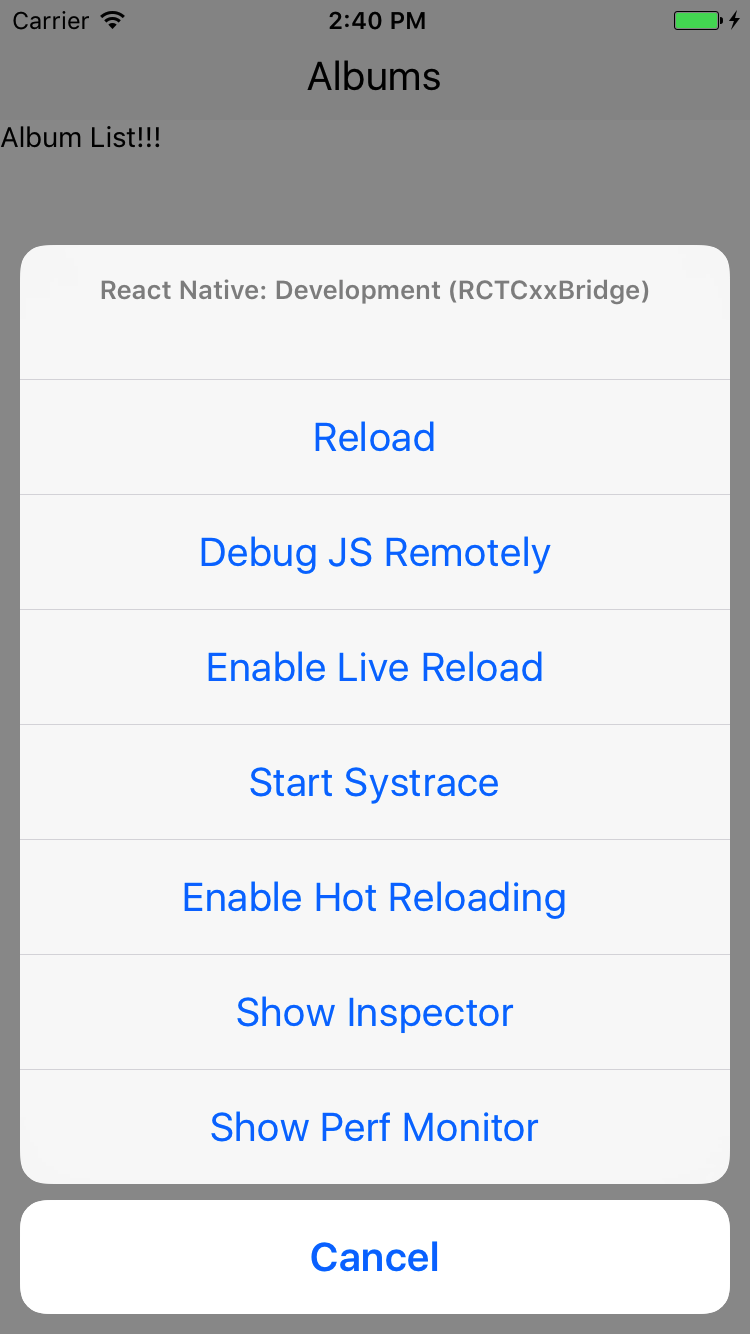 Carrier 2:40 PM
Albums
Album List!!!
React Native: Development (RCTCxxBridge)
Reload
Debug JS Remotely
Enable Live Reload
Start Systrace
Enable Hot Reloading
Show Inspector
Show Perf Monitor
Cancel